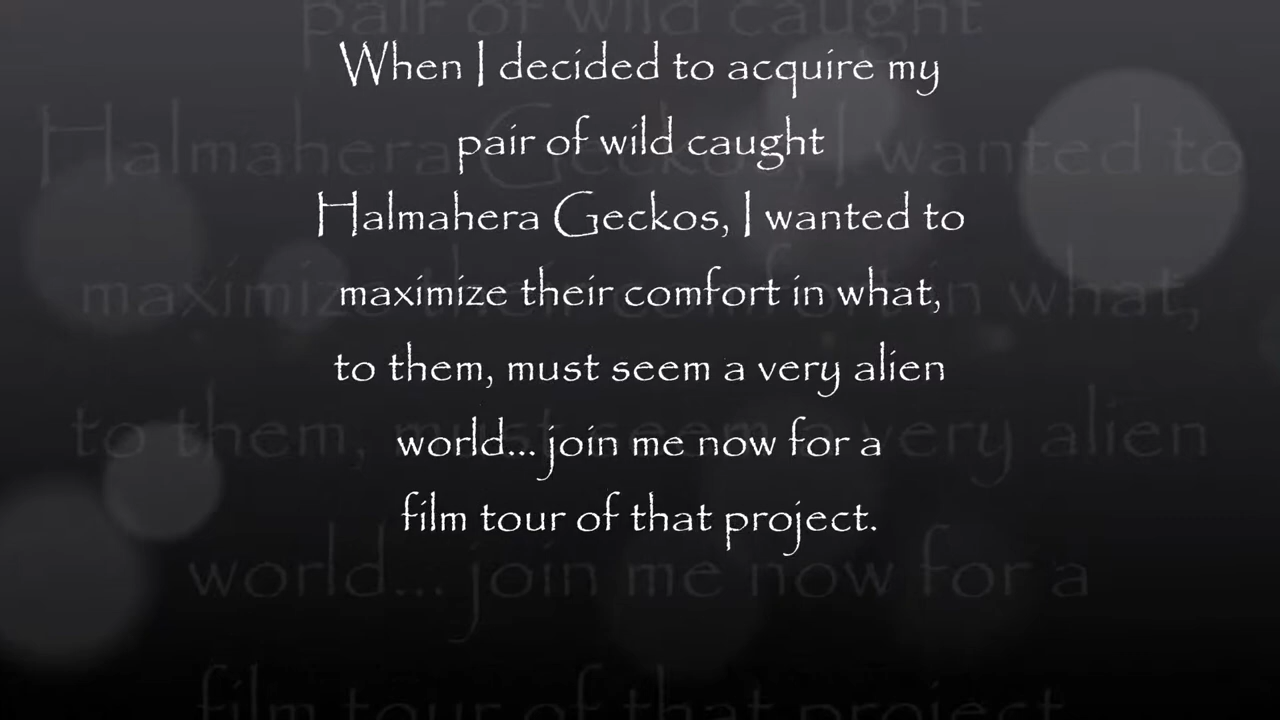 When I decided to acquire my
pair of wild caught
Halmahera Geckos, I wanted to
maximize their comfort in what,
to them, must seem a very alien
world... join me now for a
film tour of that project.